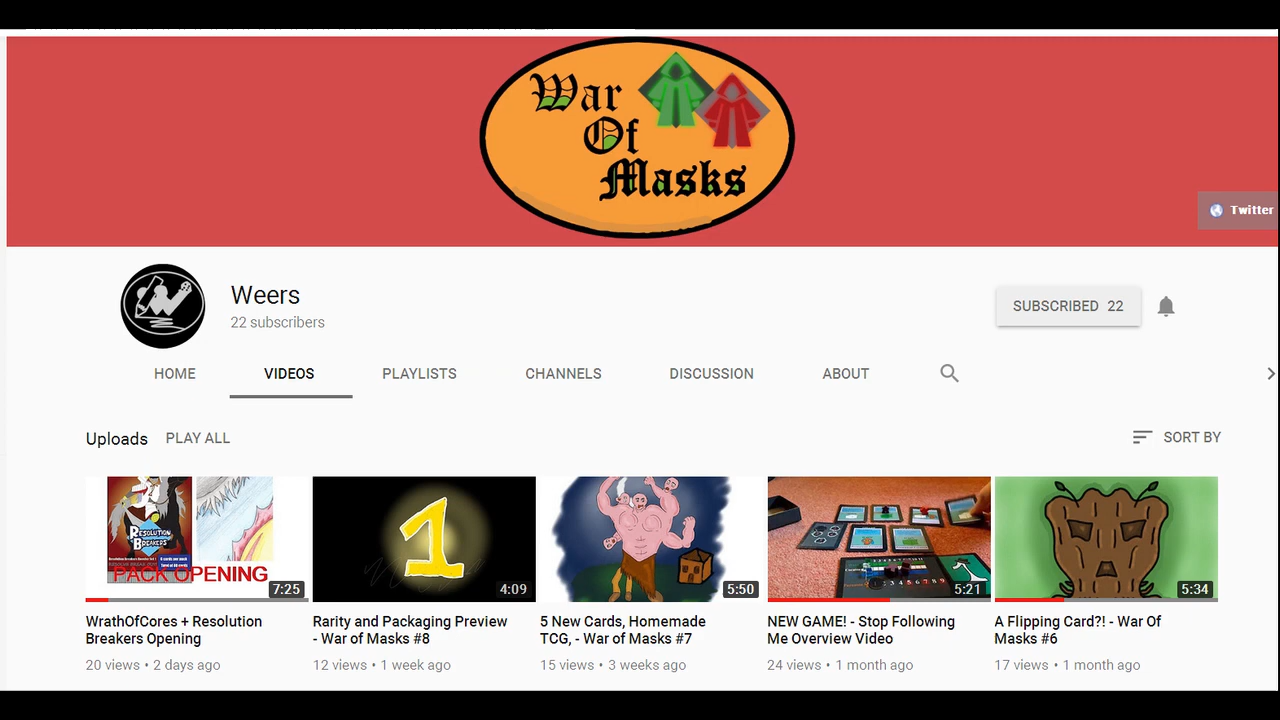 War
Of
Masks
Twitter
Weers
22 subscribers
SUBSCRIBED 22
HOME VIDEOS PLAYLISTS CHANNELS DISCUSSION ABOUT
Uploads PLAY ALL SORT BY
RESOLUTION
BREAKERS
PACK OPENING
7:25
1
4:09
5:50
5:21
5:34
WrathOfCores + Resolution
Breakers Opening
20 views • 2 days ago
Rarity and Packaging Preview
- War of Masks #8
12 views • 1 week ago
5 New Cards, Homemade
TCG, - War of Masks #7
15 views • 3 weeks ago
NEW GAME! - Stop Following
Me Overview Video
24 views • 1 month ago
A Flipping Card?! - War Of
Masks #6
17 views • 1 month ago